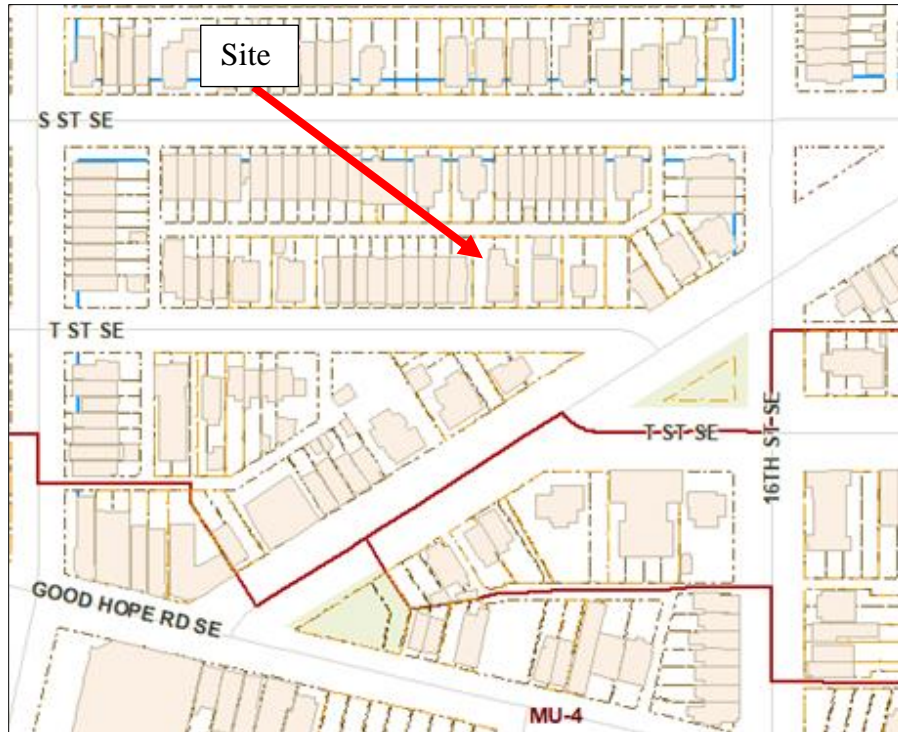 Site
S ST SE
T ST SE
T ST SE
16TH ST SE
GOOD HOPE RD SE
MU-4